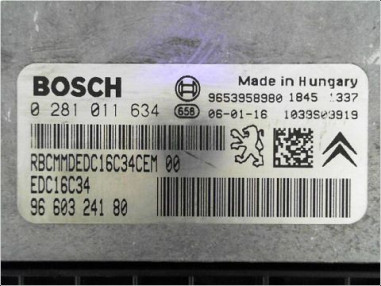 BOSCH
Made in Hungary
9653958980 1845 1337
0 281 011 634
656 06-01-16 1039S03919
RBCMMDEDC16C34CEM 00
EDC16C34
96 603 241 80